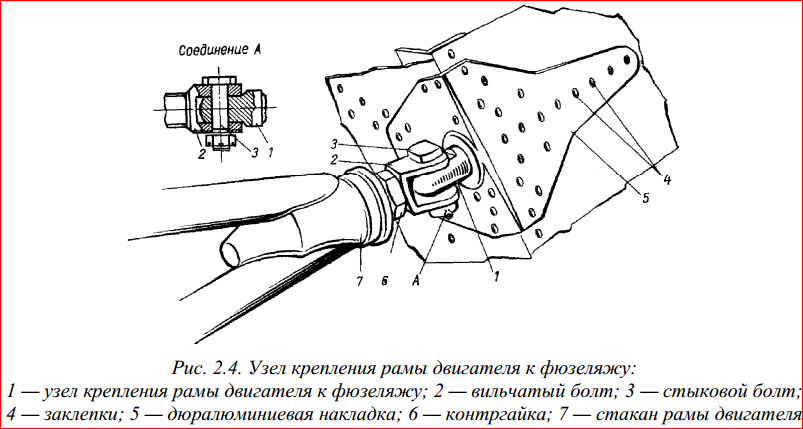 Соединение А
2
3
1
3
2
7
6
А
1
5
4
Рис. 2.4. Узел крепления рамы двигателя к фюзеляжу:
1 — узел крепления рамы двигателя к фюзеляжу; 2 — вильчатый болт; 3 — стыковой болт;
4 — заклепки; 5 — дюралюминиевая накладка; 6 — контргайка; 7 — стакан рамы двигателя